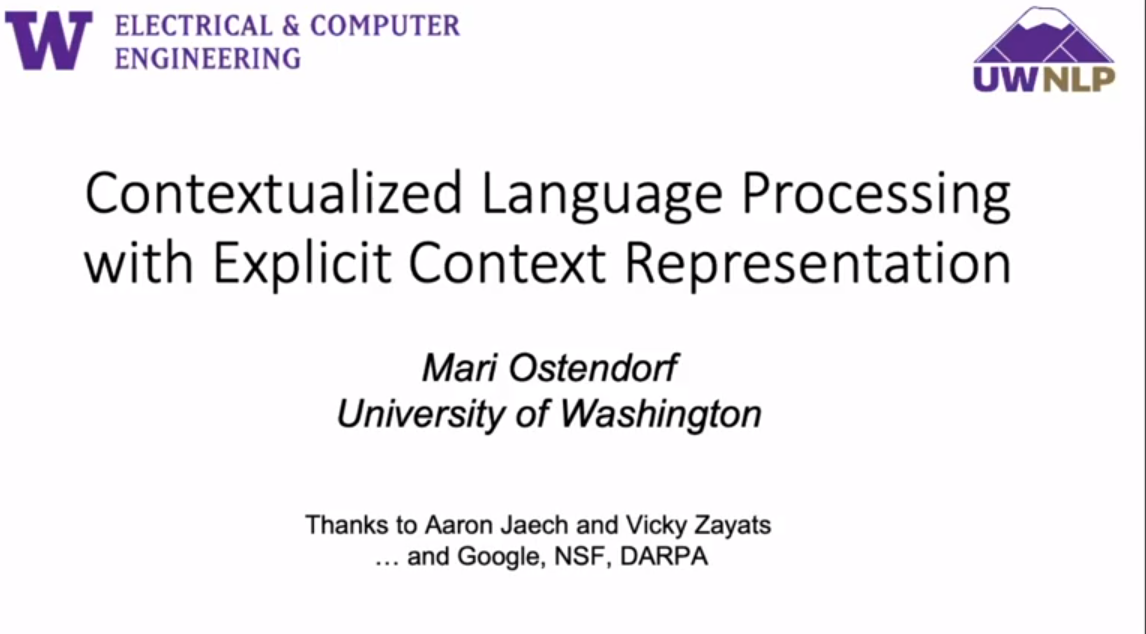 W ELECTRICAL & COMPUTER
ENGINEERING
UWNLP
Contextualized Language Processing
with Explicit Context Representation
Mari Ostendorf
University of Washington
Thanks to Aaron Jaech and Vicky Zayats
... and Google, NSF, DARPA